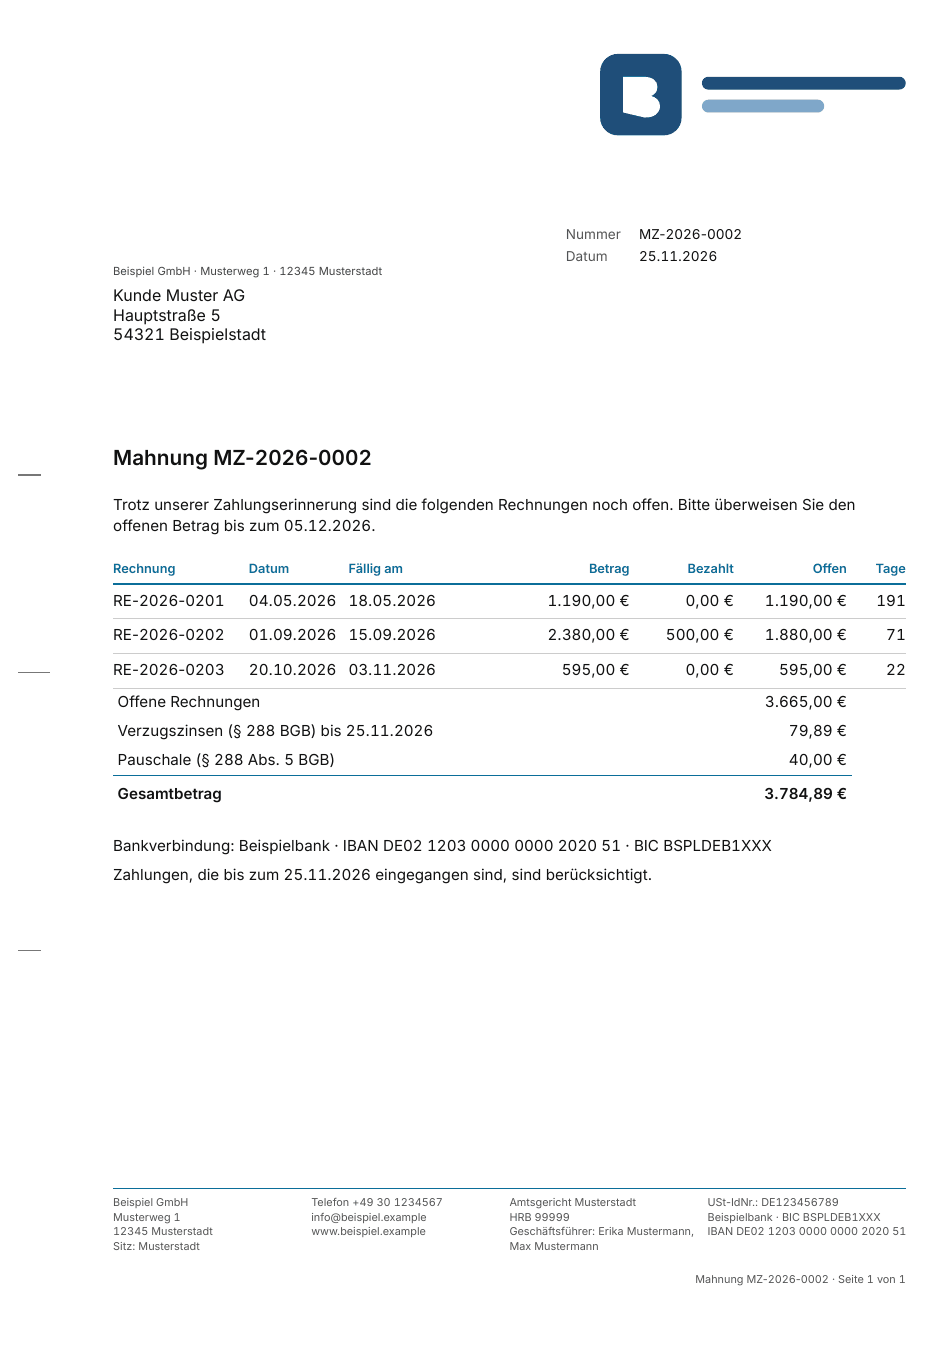 B
Nummer MZ-2026-0002
Datum 25.11.2026
Beispiel GmbH · Musterweg 1 · 12345 Musterstadt
Kunde Muster AG
Hauptstraße 5
54321 Beispielstadt
Mahnung MZ-2026-0002
Trotz unserer Zahlungserinnerung sind die folgenden Rechnungen noch offen. Bitte überweisen Sie den
offenen Betrag bis zum 05.12.2026.
Rechnung Datum Fällig am Betrag Bezahlt Offen Tage
RE-2026-0201 04.05.2026 18.05.2026 1.190,00 € 0,00 € 1.190,00 € 191
RE-2026-0202 01.09.2026 15.09.2026 2.380,00 € 500,00 € 1.880,00 € 71
RE-2026-0203 20.10.2026 03.11.2026 595,00 € 0,00 € 595,00 € 22
Offene Rechnungen 3.665,00 €
Verzugszinsen (§ 288 BGB) bis 25.11.2026 79,89 €
Pauschale (§ 288 Abs. 5 BGB) 40,00 €
Gesamtbetrag 3.784,89 €
Bankverbindung: Beispielbank · IBAN DE02 1203 0000 0000 2020 51 · BIC BSPLDEB1XXX
Zahlungen, die bis zum 25.11.2026 eingegangen sind, sind berücksichtigt.
Beispiel GmbH Telefon +49 30 1234567 Amtsgericht Musterstadt USt-IdNr.: DE123456789
Musterweg 1 info@beispiel.example HRB 99999 Beispielbank · BIC BSPLDEB1XXX
12345 Musterstadt www.beispiel.example Geschäftsführer: Erika Mustermann, IBAN DE02 1203 0000 0000 2020 51
Sitz: Musterstadt Max Mustermann
Mahnung MZ-2026-0002 · Seite 1 von 1